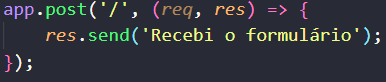 app.post('/', (req, res) => {
    res.send('Recebi o formulário');
});